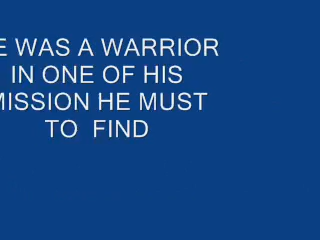 E WAS A WARRIOR
IN ONE OF HIS
MISSION HE MUST
TO FIND